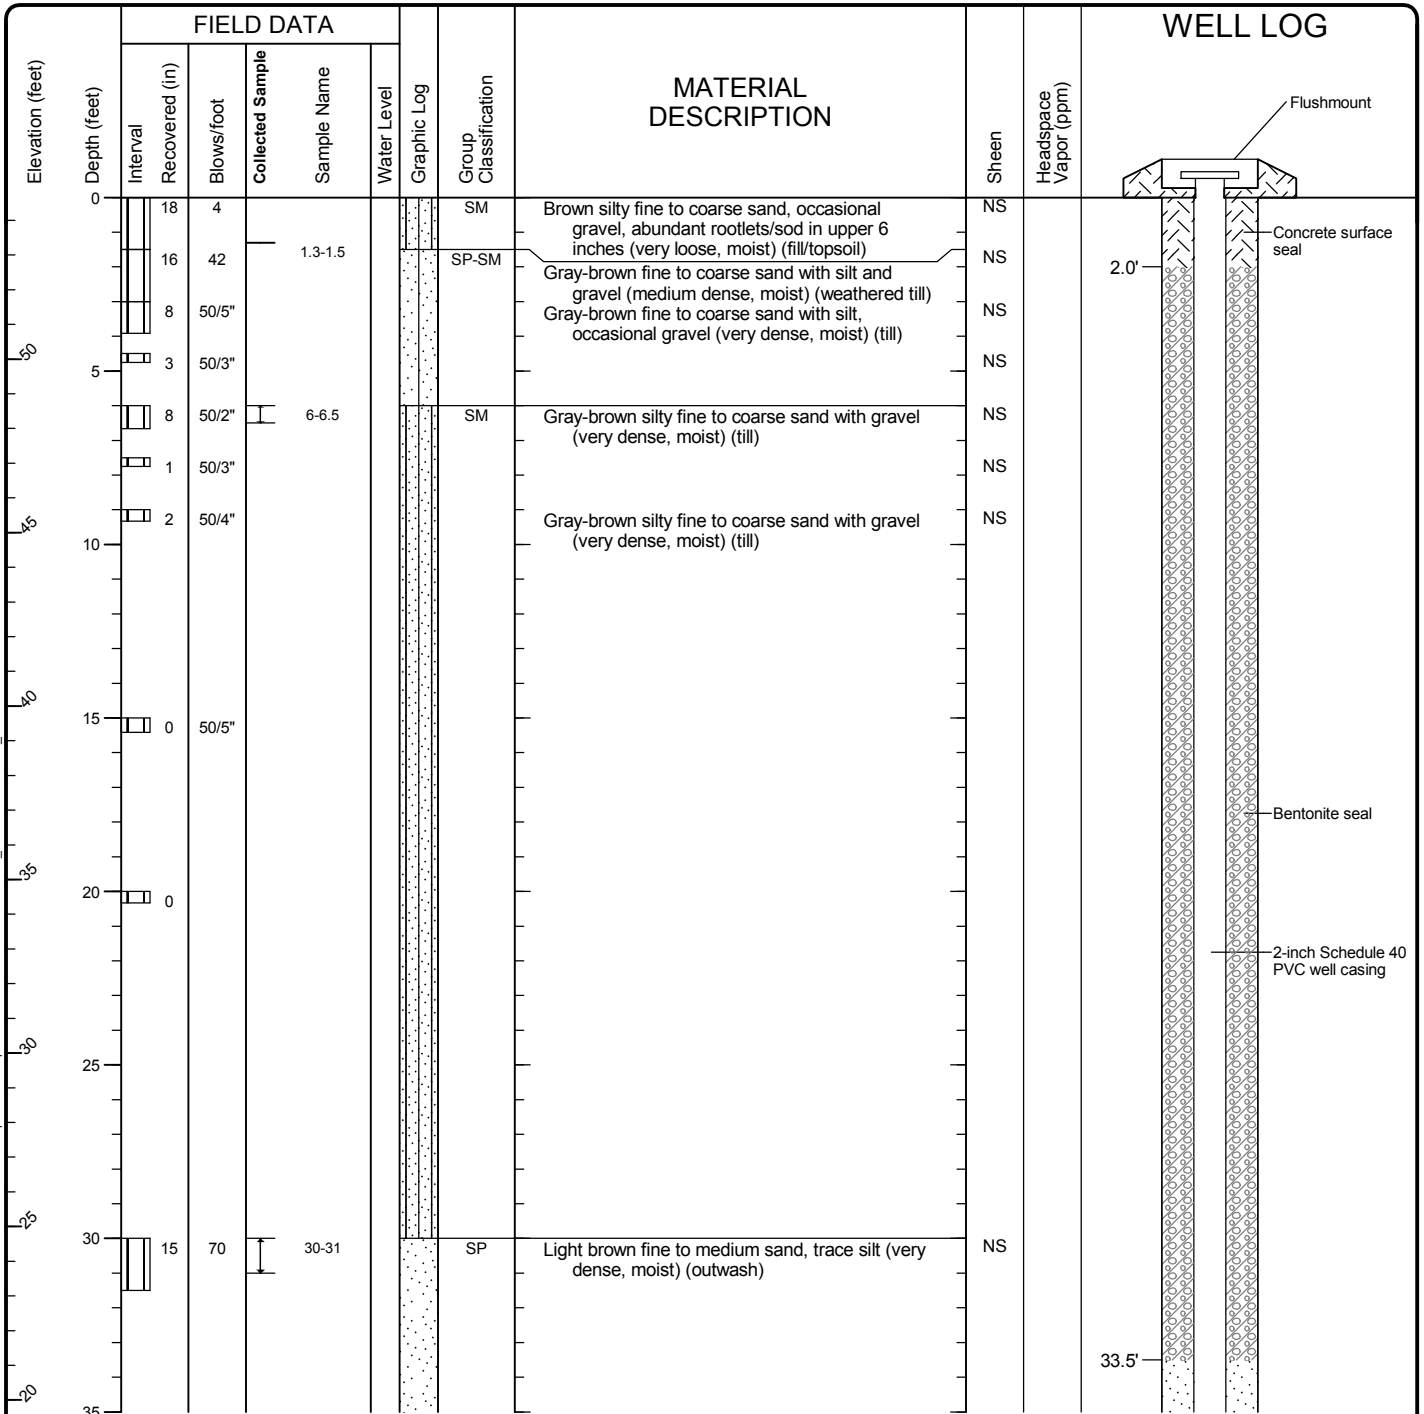 FIELD DATA
WELL LOG
Elevation (feet)
Depth (feet)
Interval
Recovered (in)
Blows/foot
Collected Sample
Sample Name
Water Level
Graphic Log
Group
Classification
MATERIAL
DESCRIPTION
Sheen
Headspace
Vapor (ppm)
Flushmount
0
18
4
SM
Brown silty fine to coarse sand, occasional
gravel, abundant rootlets/sod in upper 6
inches (very loose, moist) (fill/topsoil)
NS
Concrete surface
seal
16
42
1.3-1.5
SP-SM
Gray-brown fine to coarse sand with silt and
gravel (medium dense, moist) (weathered till)
NS
2.0'
8
50/5"
Gray-brown fine to coarse sand with silt,
occasional gravel (very dense, moist) (till)
NS
50
5
3
50/3"
NS
8
50/2"
6-6.5
SM
Gray-brown silty fine to coarse sand with gravel
(very dense, moist) (till)
NS
1
50/3"
NS
45
2
50/4"
Gray-brown silty fine to coarse sand with gravel
(very dense, moist) (till)
NS
10
40
15
0
50/5"
Bentonite seal
35
20
0
2-inch Schedule 40
PVC well casing
30
25
25
30
15
70
30-31
SP
Light brown fine to medium sand, trace silt (very
dense, moist) (outwash)
NS
33.5'
20
35